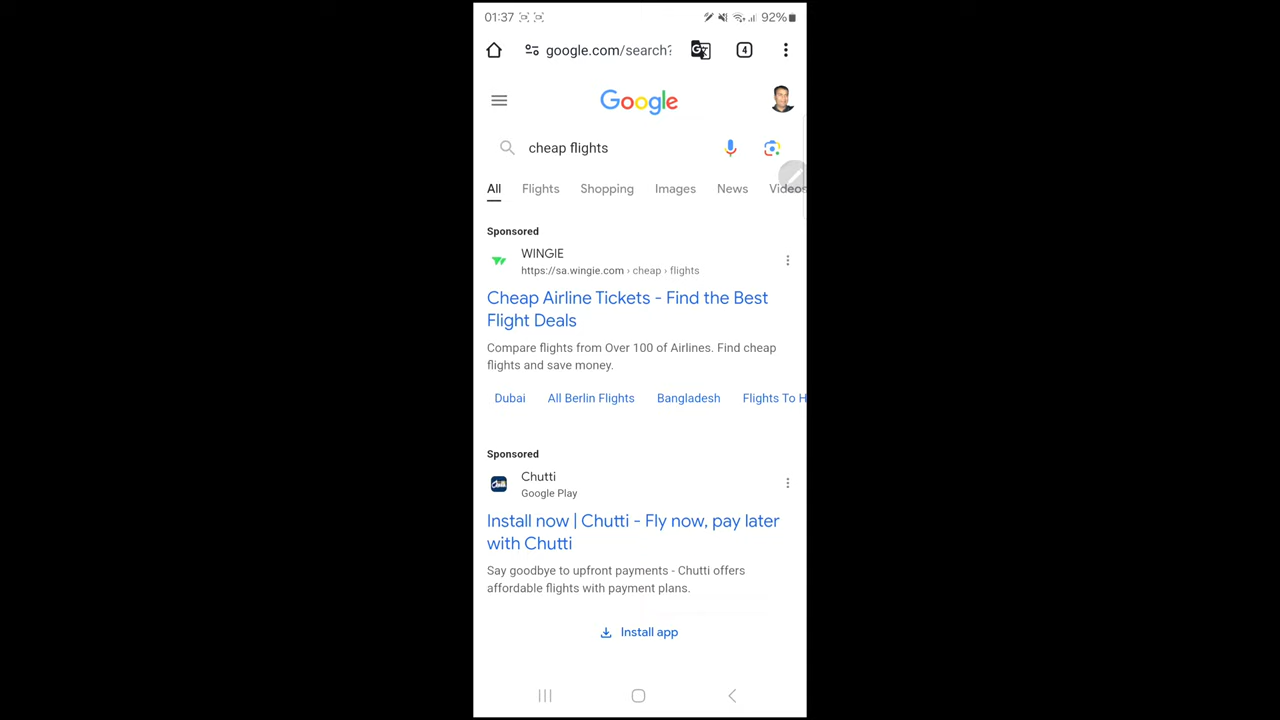 01:37 92%
google.com/search? 4
Google
cheap flights
All Flights Shopping Images News Videos
Sponsored
WINGIE
https://sa.wingie.com › cheap › flights
Cheap Airline Tickets - Find the Best
Flight Deals
Compare flights from Over 100 of Airlines. Find cheap
flights and save money.
Dubai All Berlin Flights Bangladesh Flights To H
Sponsored
Chutti
Google Play
Install now | Chutti - Fly now, pay later
with Chutti
Say goodbye to upfront payments - Chutti offers
affordable flights with payment plans.
Install app